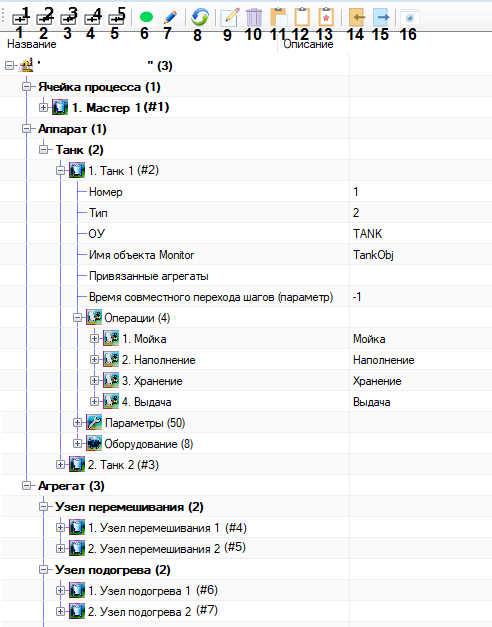 1 2 3 4 5
1 2 3 4 5 6 7 8 9 10 11 12 13 14 15 16
Название Описание
' " (3)
Ячейка процесса (1)
1. Мастер 1 (#1)
Аппарат (1)
Танк (2)
1. Танк 1 (#2)
Номер 1
Тип 2
ОУ TANK
Имя объекта Monitor TankObj
Привязанные агрегаты
Время совместного перехода шагов (параметр) -1
Операции (4)
1. Мойка Мойка
2. Наполнение Наполнение
3. Хранение Хранение
4. Выдача Выдача
Параметры (50)
Оборудование (8)
2. Танк 2 (#3)
Агрегат (3)
Узел перемешивания (2)
1. Узел перемешивания 1 (#4)
2. Узел перемешивания 2 (#5)
Узел подогрева (2)
1. Узел подогрева 1 (#6)
2. Узел подогрева 2 (#7)